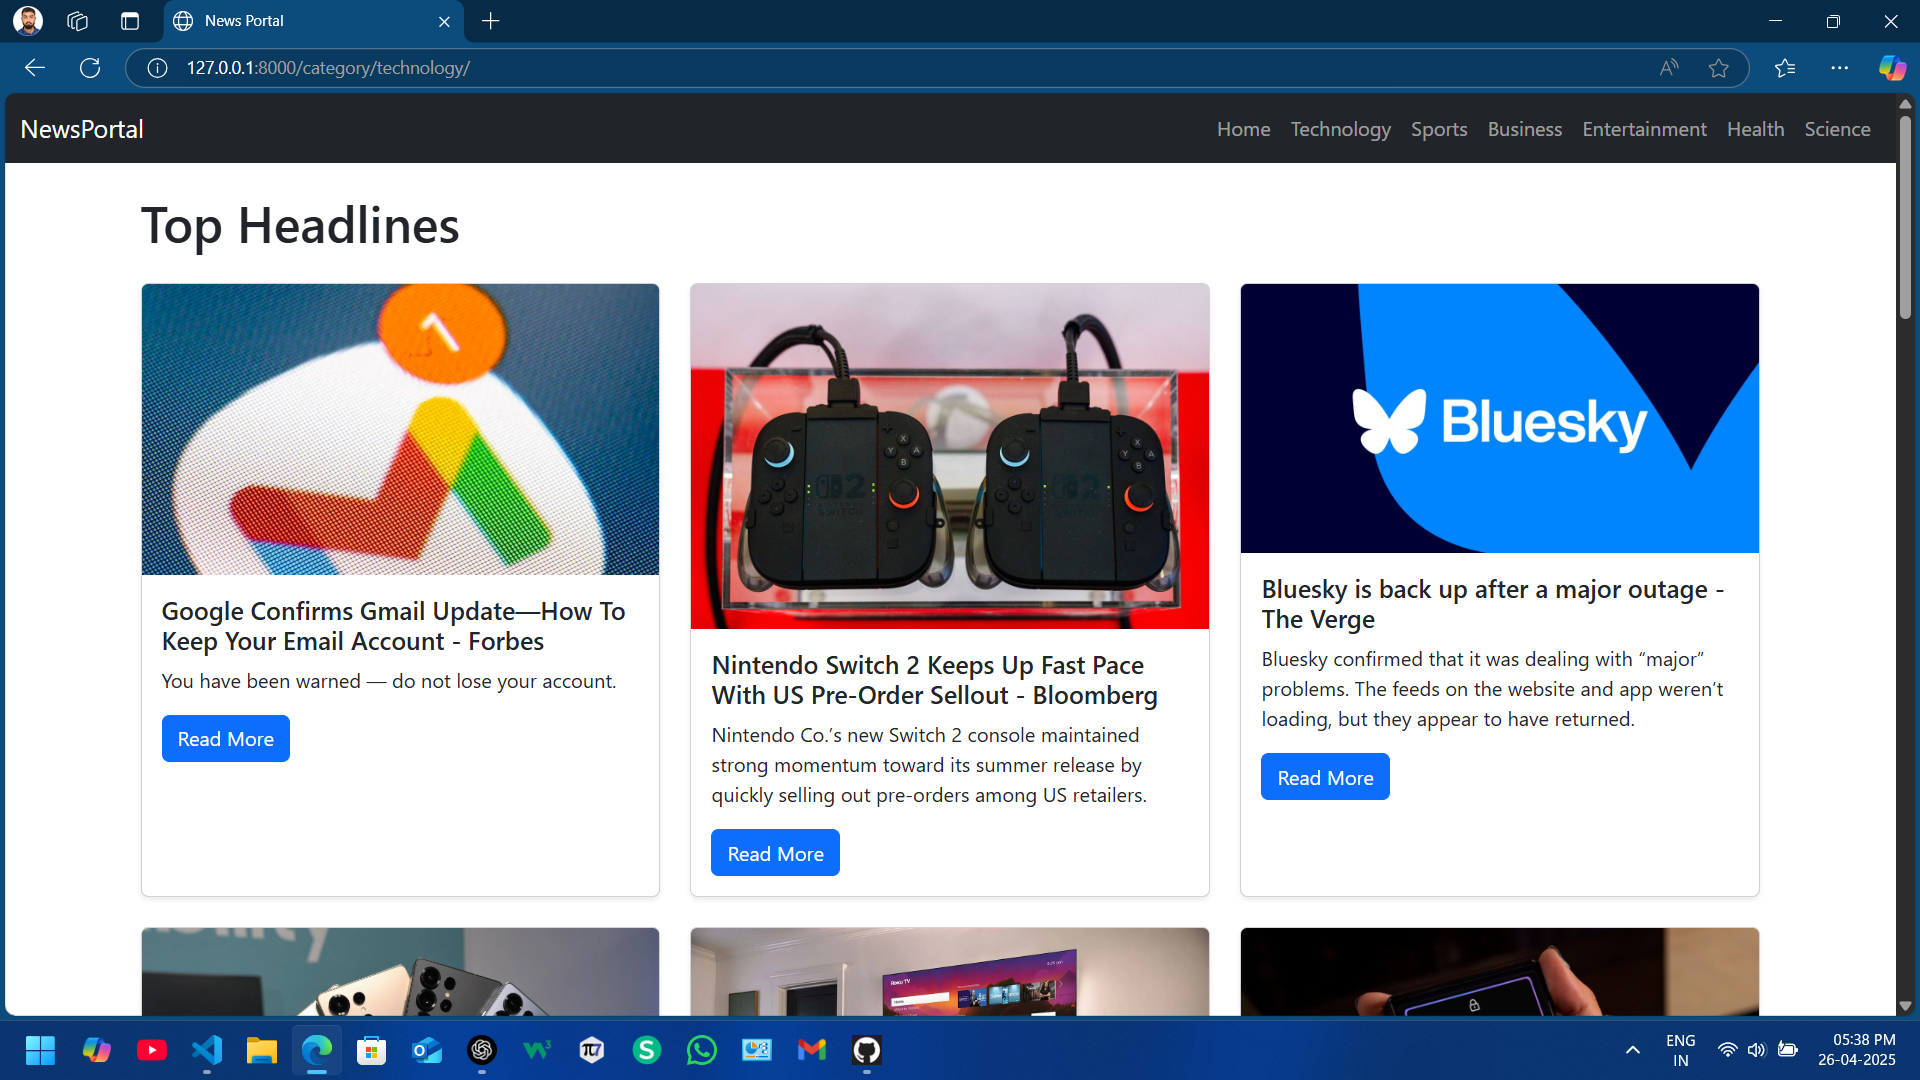 News Portal
127.0.0.1:8000/category/technology/
NewsPortal
Home Technology Sports Business Entertainment Health Science
Top Headlines
1
Bluesky
Google Confirms Gmail Update—How To
Keep Your Email Account - Forbes
You have been warned — do not lose your account.
Read More
Nintendo Switch 2 Keeps Up Fast Pace
With US Pre-Order Sellout - Bloomberg
Nintendo Co.’s new Switch 2 console maintained
strong momentum toward its summer release by
quickly selling out pre-orders among US retailers.
Read More
Bluesky is back up after a major outage -
The Verge
Bluesky confirmed that it was dealing with “major”
problems. The feeds on the website and app weren’t
loading, but they appear to have returned.
Read More
Roku TV
ENG
IN
05:38 PM
26-04-2025